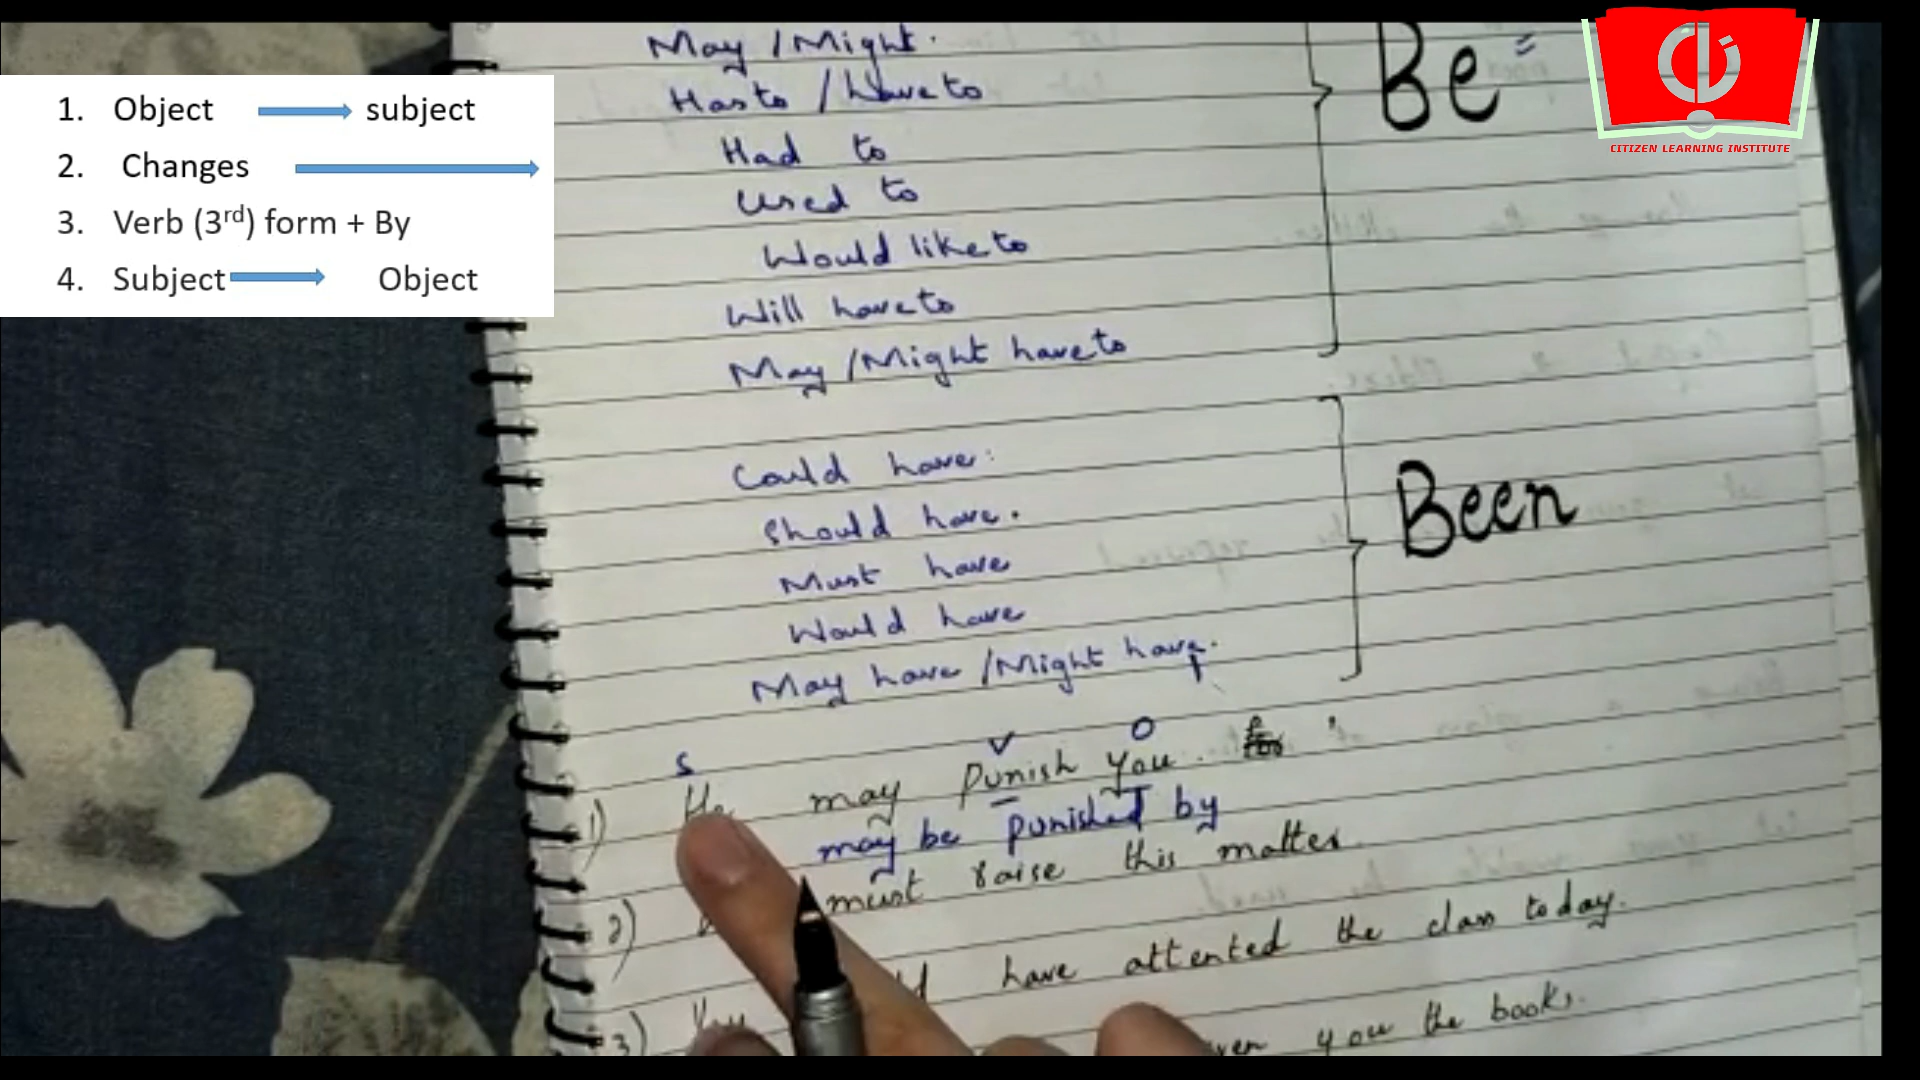 May / Might.
Has to / have to
Had to
Used to
Would like to
Will have to
May / Might have to
Be
CITIZEN LEARNING INSTITUTE
1. Object → subject
2. Changes →
3. Verb (3rd) form + By
4. Subject → Object
Could have:
Should have.
Must have
Would have
May have / Might have.
Been
S V O
1) He may punish you.
may be punished by
2) must raise this matter.
3) You have attented the class today.
you the books.